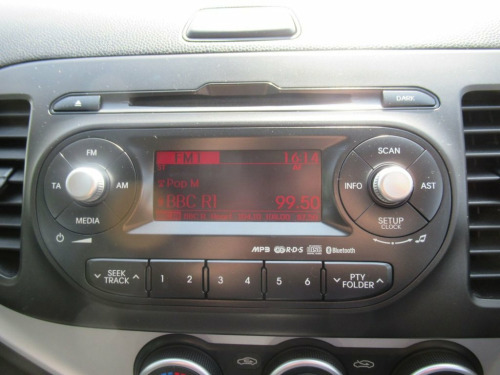 DARK
FM
TA
AM
MEDIA
FM1 16:14
Pop M
BBC R1 99.50
SCAN
INFO
AST
SETUP
CLOCK
MP3 R·D·S Bluetooth
SEEK
TRACK
1 2 3 4 5 6
PTY
FOLDER